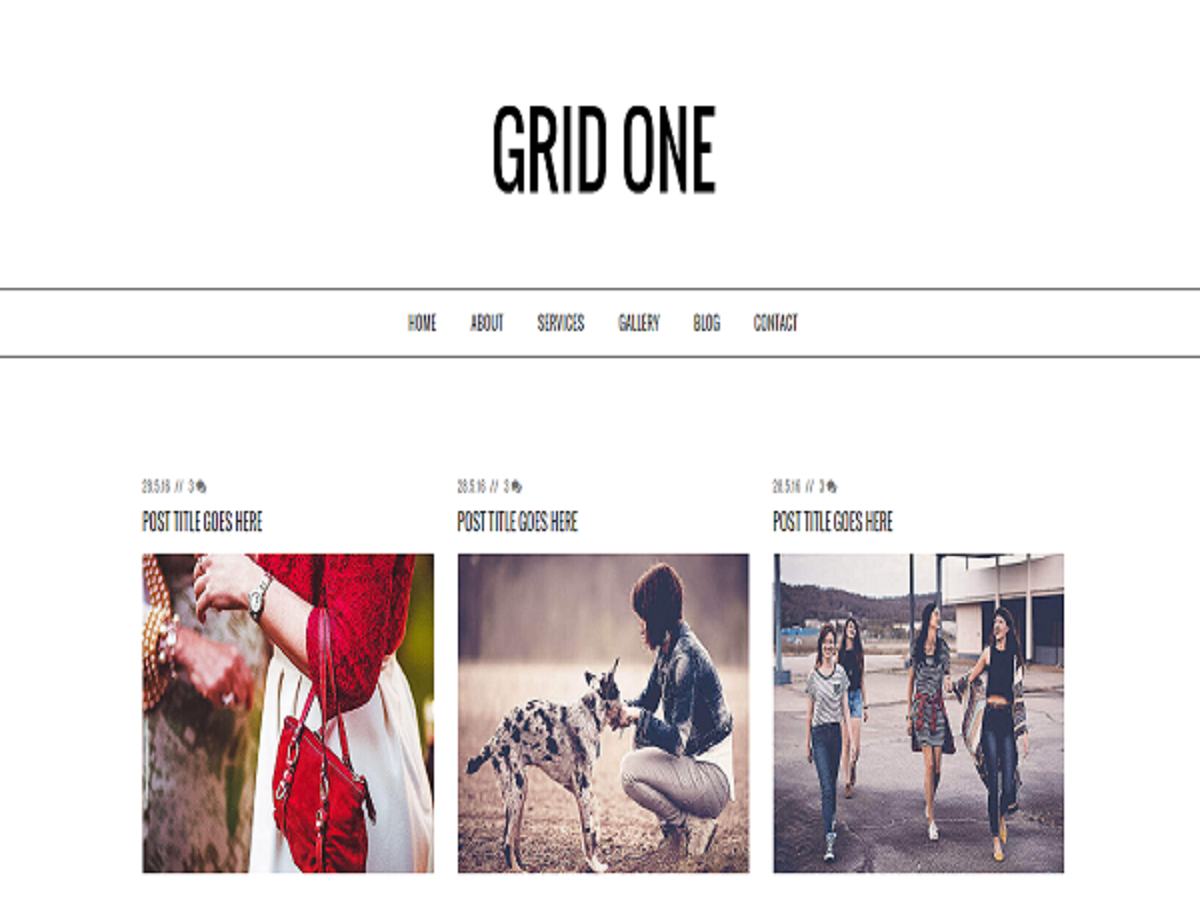 GRID ONE
HOME ABOUT SERVICES GALLERY BLOG CONTACT
28.5.16 // 3
POST TITLE GOES HERE
28.5.16 // 3
POST TITLE GOES HERE
28.5.16 // 3
POST TITLE GOES HERE